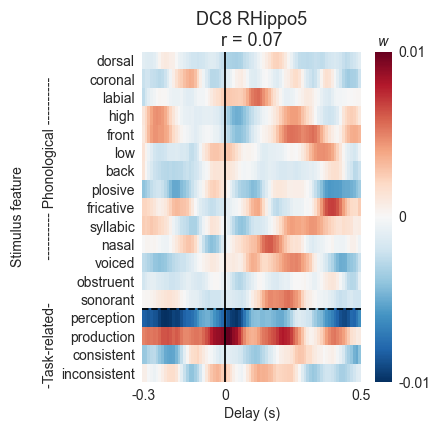 DC8 RHippo5
r = 0.07
w
dorsal
coronal
labial
high
front
low
back
plosive
fricative
syllabic
nasal
voiced
obstruent
sonorant
perception
production
consistent
inconsistent
Stimulus feature
---------- Phonological ----------
-Task-related-
-0.3 0 0.5
Delay (s)
0.01
0
-0.01